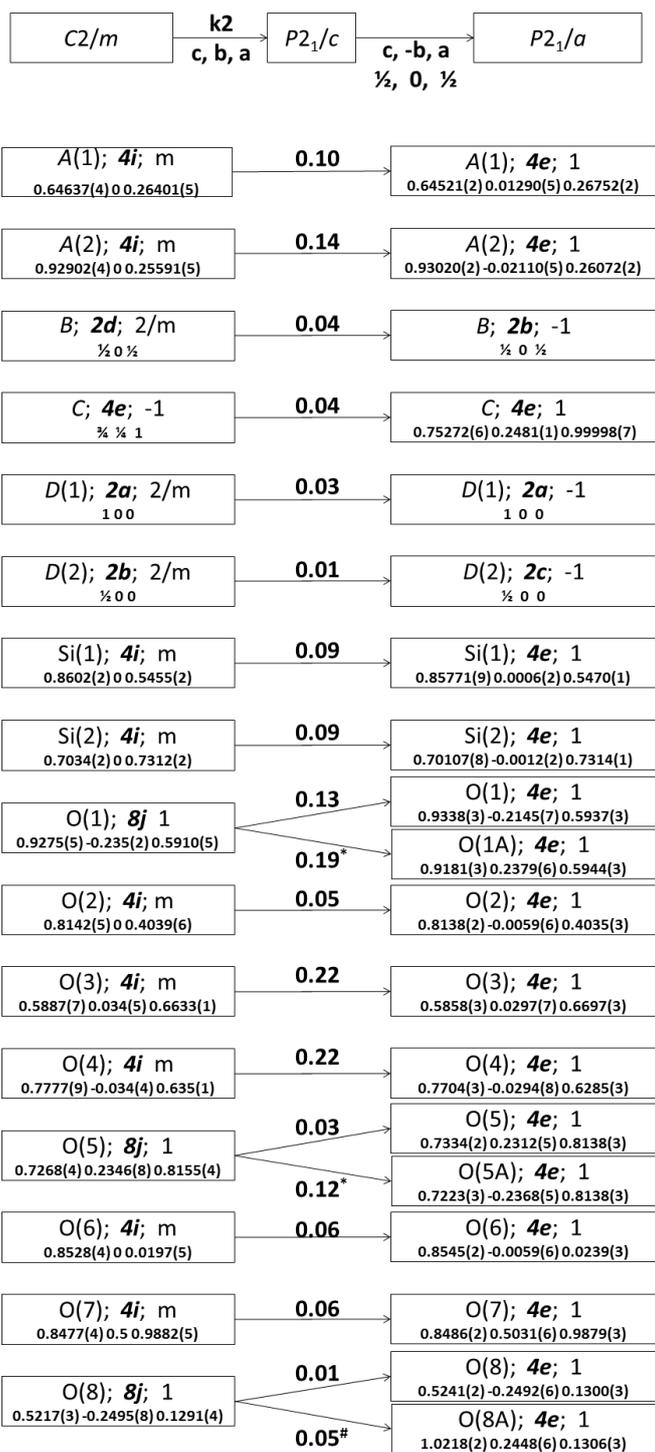 C2/m k2 P2₁/c c, -b, a P2₁/a
c, b, a ½, 0, ½
A(1); 4i; m 0.10 A(1); 4e; 1
0.64637(4) 0 0.26401(5) 0.64521(2) 0.01290(5) 0.26752(2)
A(2); 4i; m 0.14 A(2); 4e; 1
0.92902(4) 0 0.25591(5) 0.93020(2) -0.02110(5) 0.26072(2)
B; 2d; 2/m 0.04 B; 2b; -1
½ 0 ½ ½ 0 ½
C; 4e; -1 0.04 C; 4e; 1
¾ ¼ 1 0.75272(6) 0.2481(1) 0.99998(7)
D(1); 2a; 2/m 0.03 D(1); 2a; -1
1 0 0 1 0 0
D(2); 2b; 2/m 0.01 D(2); 2c; -1
½ 0 0 ½ 0 0
Si(1); 4i; m 0.09 Si(1); 4e; 1
0.8602(2) 0 0.5455(2) 0.85771(9) 0.0006(2) 0.5470(1)
Si(2); 4i; m 0.09 Si(2); 4e; 1
0.7034(2) 0 0.7312(2) 0.70107(8) -0.0012(2) 0.7314(1)
O(1); 8j 1 0.13 O(1); 4e; 1
0.9275(5) -0.235(2) 0.5910(5) 0.9338(3) -0.2145(7) 0.5937(3)
0.19* O(1A); 4e; 1
0.9181(3) 0.2379(6) 0.5944(3)
O(2); 4i; m 0.05 O(2); 4e; 1
0.8142(5) 0 0.4039(6) 0.8138(2) -0.0059(6) 0.4035(3)
O(3); 4i; m 0.22 O(3); 4e; 1
0.5887(7) 0.034(5) 0.6633(1) 0.5858(3) 0.0297(7) 0.6697(3)
O(4); 4i m 0.22 O(4); 4e; 1
0.7777(9) -0.034(4) 0.635(1) 0.7704(3) -0.0294(8) 0.6285(3)
O(5); 8j; 1 0.03 O(5); 4e; 1
0.7268(4) 0.2346(8) 0.8155(4) 0.7334(2) 0.2312(5) 0.8138(3)
0.12* O(5A); 4e; 1
0.7223(3) -0.2368(5) 0.8138(3)
O(6); 4i; m 0.06 O(6); 4e; 1
0.8528(4) 0 0.0197(5) 0.8545(2) -0.0059(6) 0.0239(3)
O(7); 4i; m 0.06 O(7); 4e; 1
0.8477(4) 0.5 0.9882(5) 0.8486(2) 0.5031(6) 0.9879(3)
O(8); 8j; 1 0.01 O(8); 4e; 1
0.5217(3) -0.2495(8) 0.1291(4) 0.5241(2) -0.2492(6) 0.1300(3)
0.05# O(8A); 4e; 1
1.0218(2) 0.2448(6) 0.1306(3)